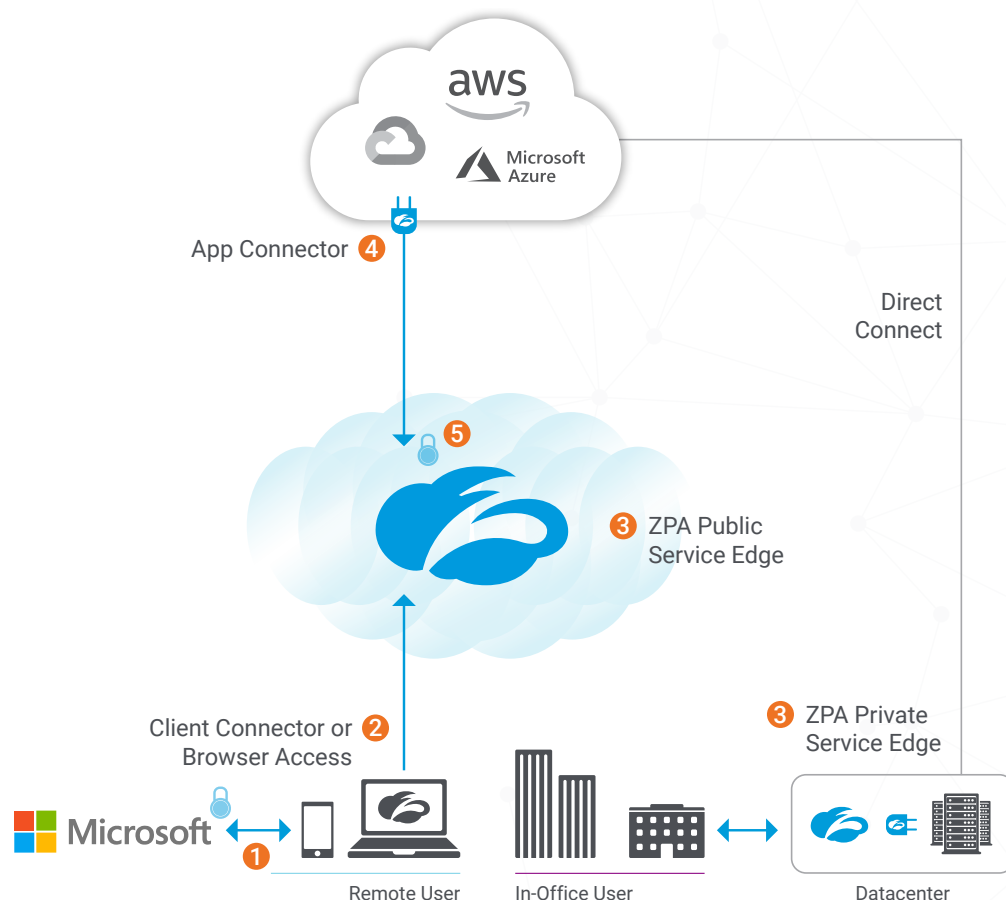 aws
Microsoft
Azure
App Connector 4
Direct
Connect
5
3 ZPA Public
Service Edge
Client Connector or 2
Browser Access
3 ZPA Private
Service Edge
Microsoft
1
Remote User
In-Office User
Datacenter